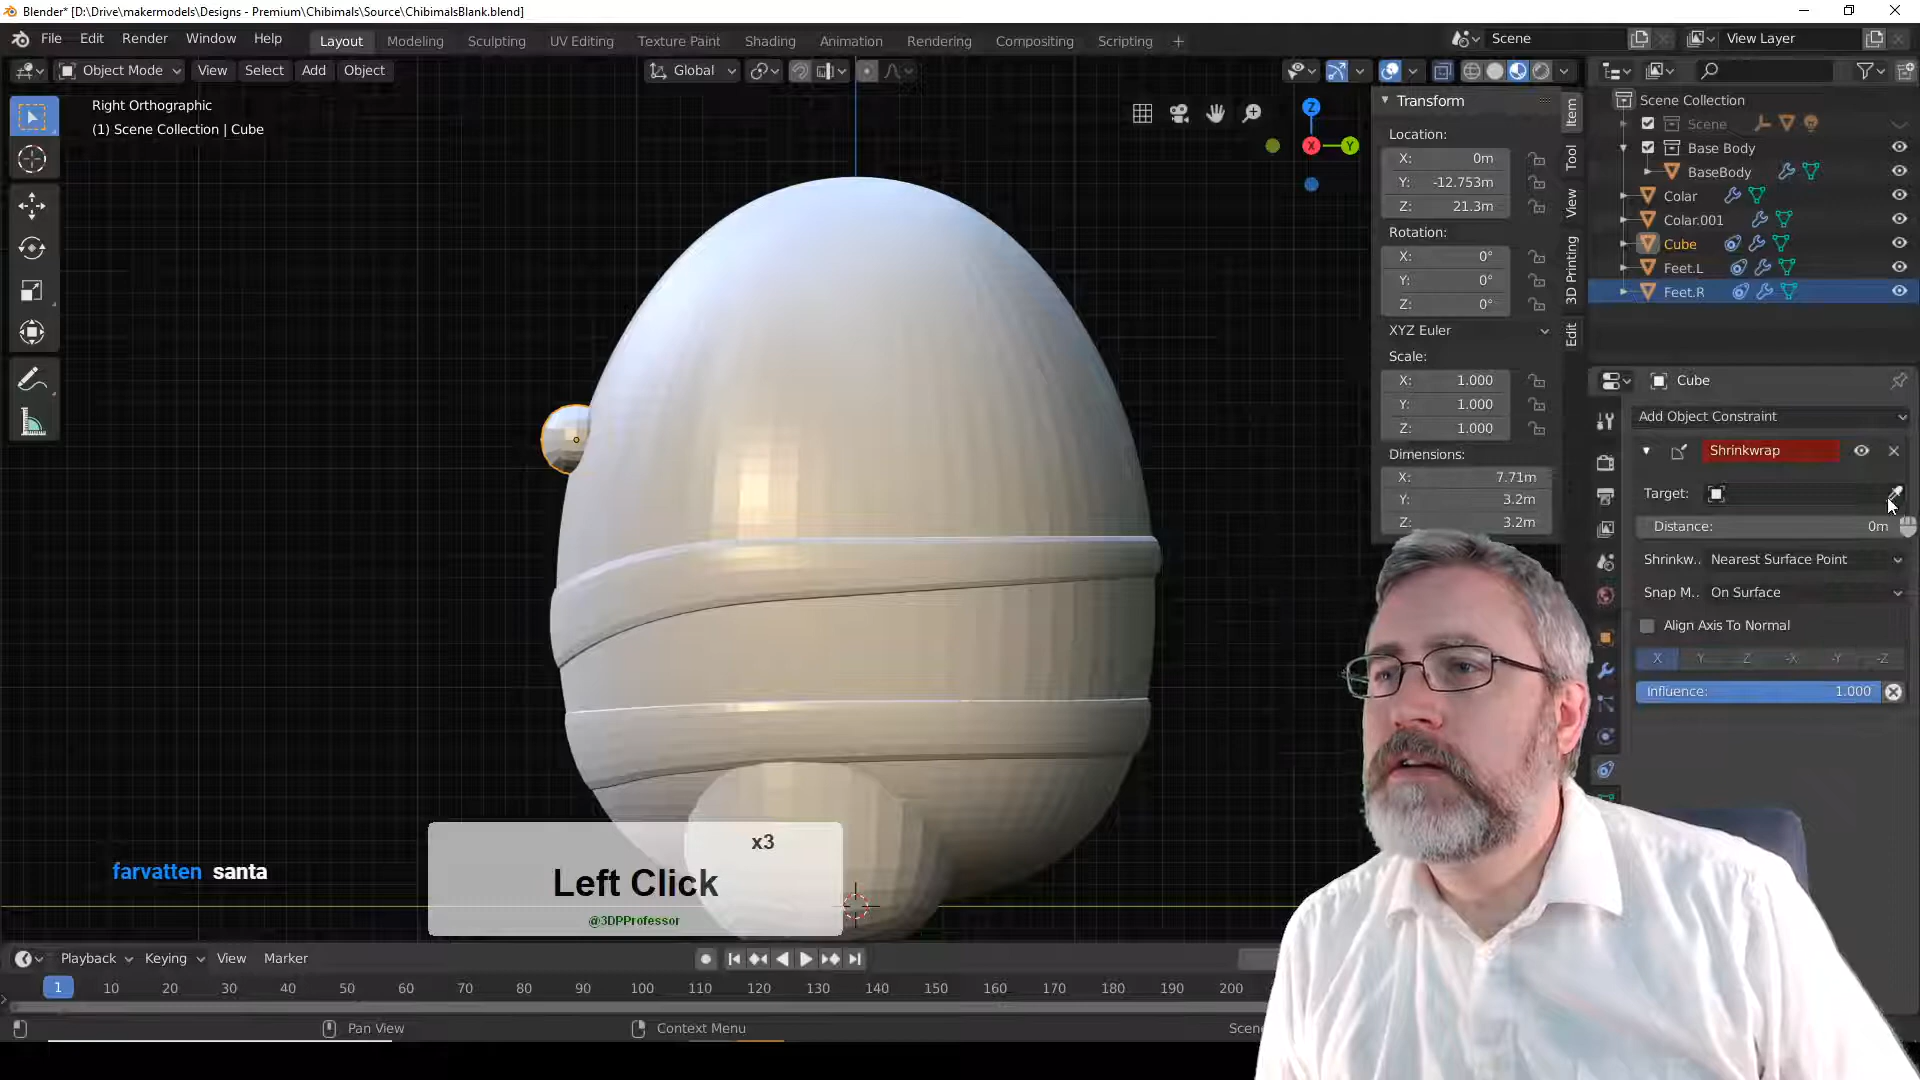 Blender* [D:\Drive\makermodels\Designs - Premium\Chibimals\Source\ChibimalsBlank.blend]
File Edit Render Window Help
Layout Modeling Sculpting UV Editing Texture Paint Shading Animation Rendering Compositing Scripting +
Scene
View Layer
Object Mode View Select Add Object
Global
Right Orthographic
(1) Scene Collection | Cube
Z
X
Y
Transform
Location:
X: 0m
Y: -12.753m
Z: 21.3m
Rotation:
X: 0°
Y: 0°
Z: 0°
XYZ Euler
Scale:
X: 1.000
Y: 1.000
Z: 1.000
Dimensions:
X: 7.71m
Y: 3.2m
Z: 3.2m
Item
Tool
View
3D Printing
Edit
Scene Collection
Scene
Base Body
BaseBody
Colar
Colar.001
Cube
Feet.L
Feet.R
Cube
Add Object Constraint
Shrinkwrap
Target:
Distance: 0m
Shrinkw.. Nearest Surface Point
Snap M.. On Surface
Align Axis To Normal
X Y Z -X -Y -Z
Influence: 1.000
farvatten santa
x3
Left Click
@3DPProfessor
Playback Keying View Marker
1 10 20 30 40 50 60 70 80 90 100 110 120 130 140 150 160 170 180 190 200
Pan View
Context Menu
Scene